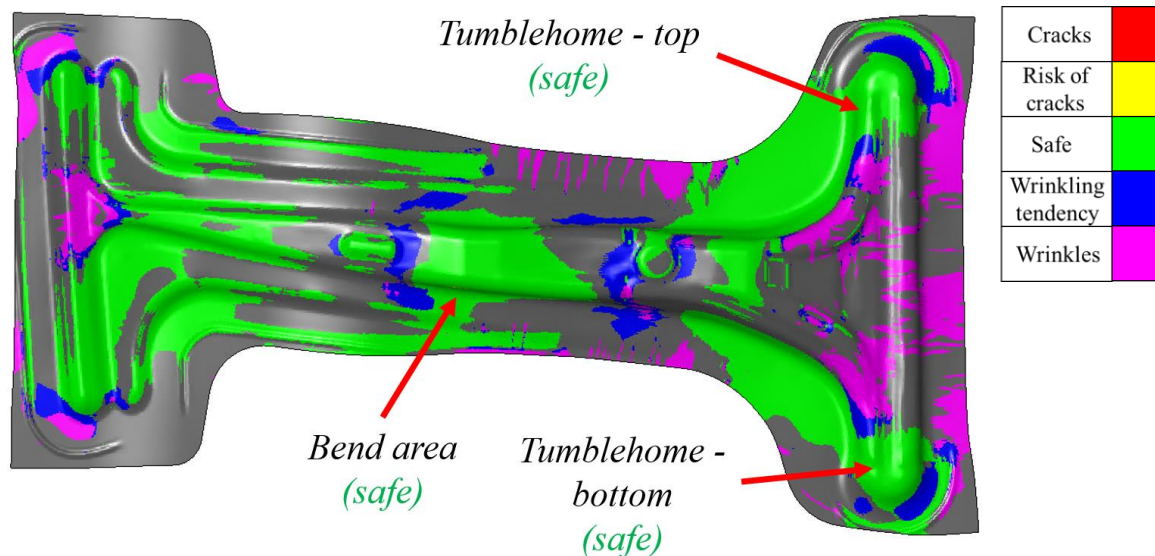 Tumblehome - top
(safe)
Cracks
Risk of
cracks
Safe
Wrinkling
tendency
Wrinkles
Bend area
(safe)
Tumblehome -
bottom
(safe)